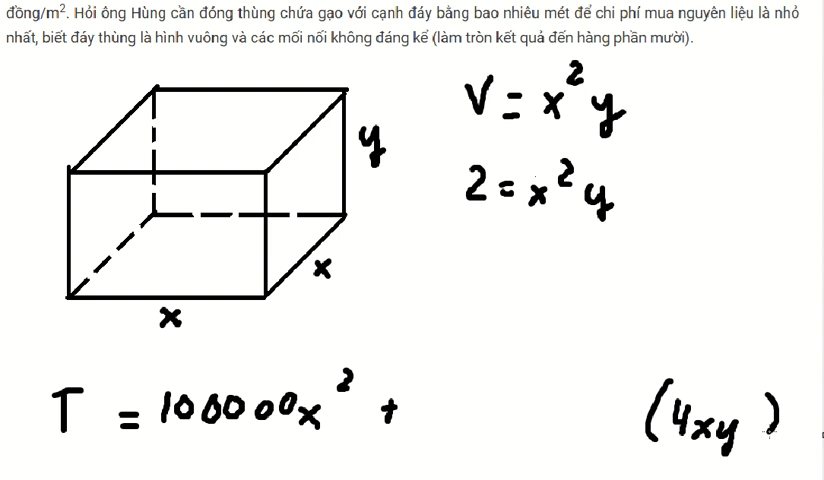 đồng/m². Hỏi ông Hùng cần đóng thùng chứa gạo với cạnh đáy bằng bao nhiêu mét để chi phí mua nguyên liệu là nhỏ
nhất, biết đáy thùng là hình vuông và các mối nối không đáng kể (làm tròn kết quả đến hàng phần mười).
V = x² y
y
2 = x² y
x
x
T = 100000x² + (4xy )